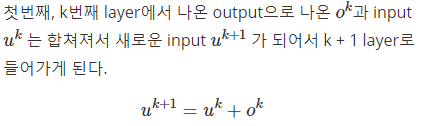 첫번째, k번째 layer에서 나온 output으로 나온 o^k과 input
u^k 는 합쳐져서 새로운 input u^{k+1} 가 되어서 k + 1 layer로
들어가게 된다.
u^{k+1} = u^k + o^k